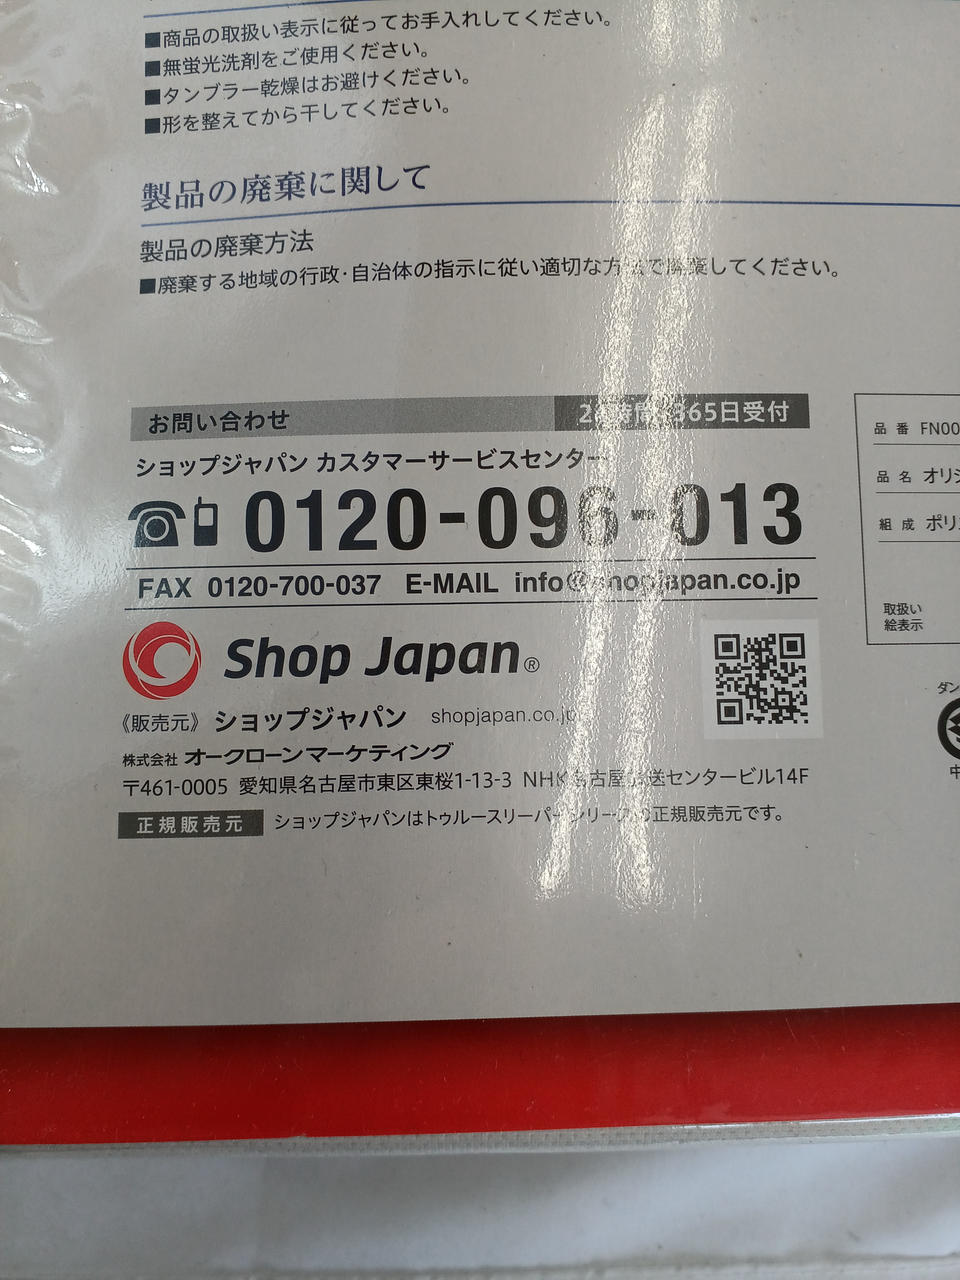 ■商品の取扱い表示に従ってお手入れしてください。
■無蛍光洗剤をご使用ください。
■タンブラー乾燥はお避けください。
■形を整えてから干してください。
製品の廃棄に関して
製品の廃棄方法
■廃棄する地域の行政・自治体の指示に従い適切な方法で廃棄してください。
お問い合わせ 24時間 365日受付
ショップジャパン カスタマーサービスセンター
0120-096-013
FAX 0120-700-037 E-MAIL info@shopjapan.co.jp
Shop Japan®
《販売元》 ショップジャパン shopjapan.co.jp
株式会社 オークローンマーケティング
〒461-0005 愛知県名古屋市東区東桜1-13-3 NHK名古屋放送センタービル14F
正規販売元 ショップジャパンはトゥルースリーパーシリーズの正規販売元です。
品番 FN00
品名 オリジ
組成 ポリ
取扱い
絵表示
ダン
中